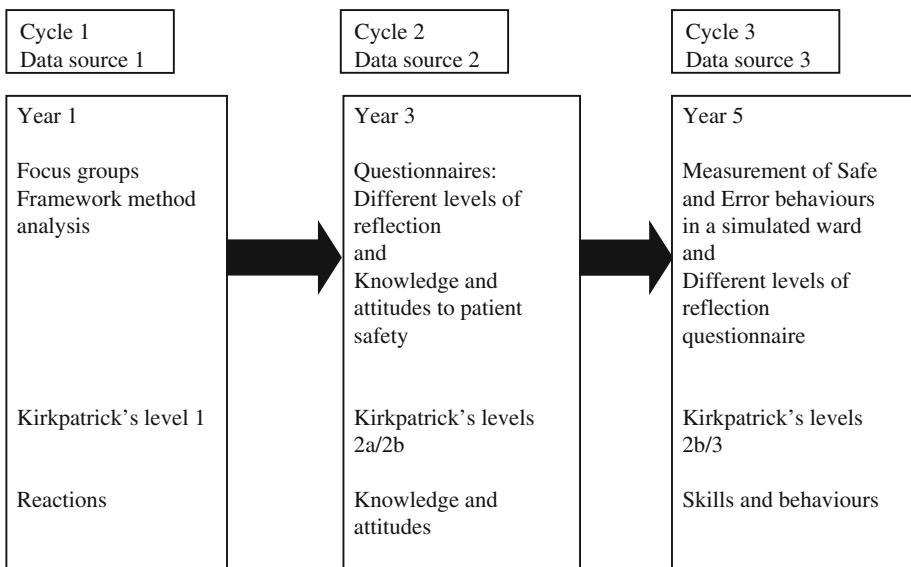 Cycle 1
Data source 1
Cycle 2
Data source 2
Cycle 3
Data source 3
Year 1
Focus groups
Framework method
analysis
Kirkpatrick's level 1
Reactions
Year 3
Questionnaires:
Different levels of
reflection
and
Knowledge and
attitudes to patient
safety
Kirkpatrick's levels
2a/2b
Knowledge and
attitudes
Year 5
Measurement of Safe
and Error behaviours
in a simulated ward
and
Different levels of
reflection
questionnaire
Kirkpatrick's levels
2b/3
Skills and behaviours